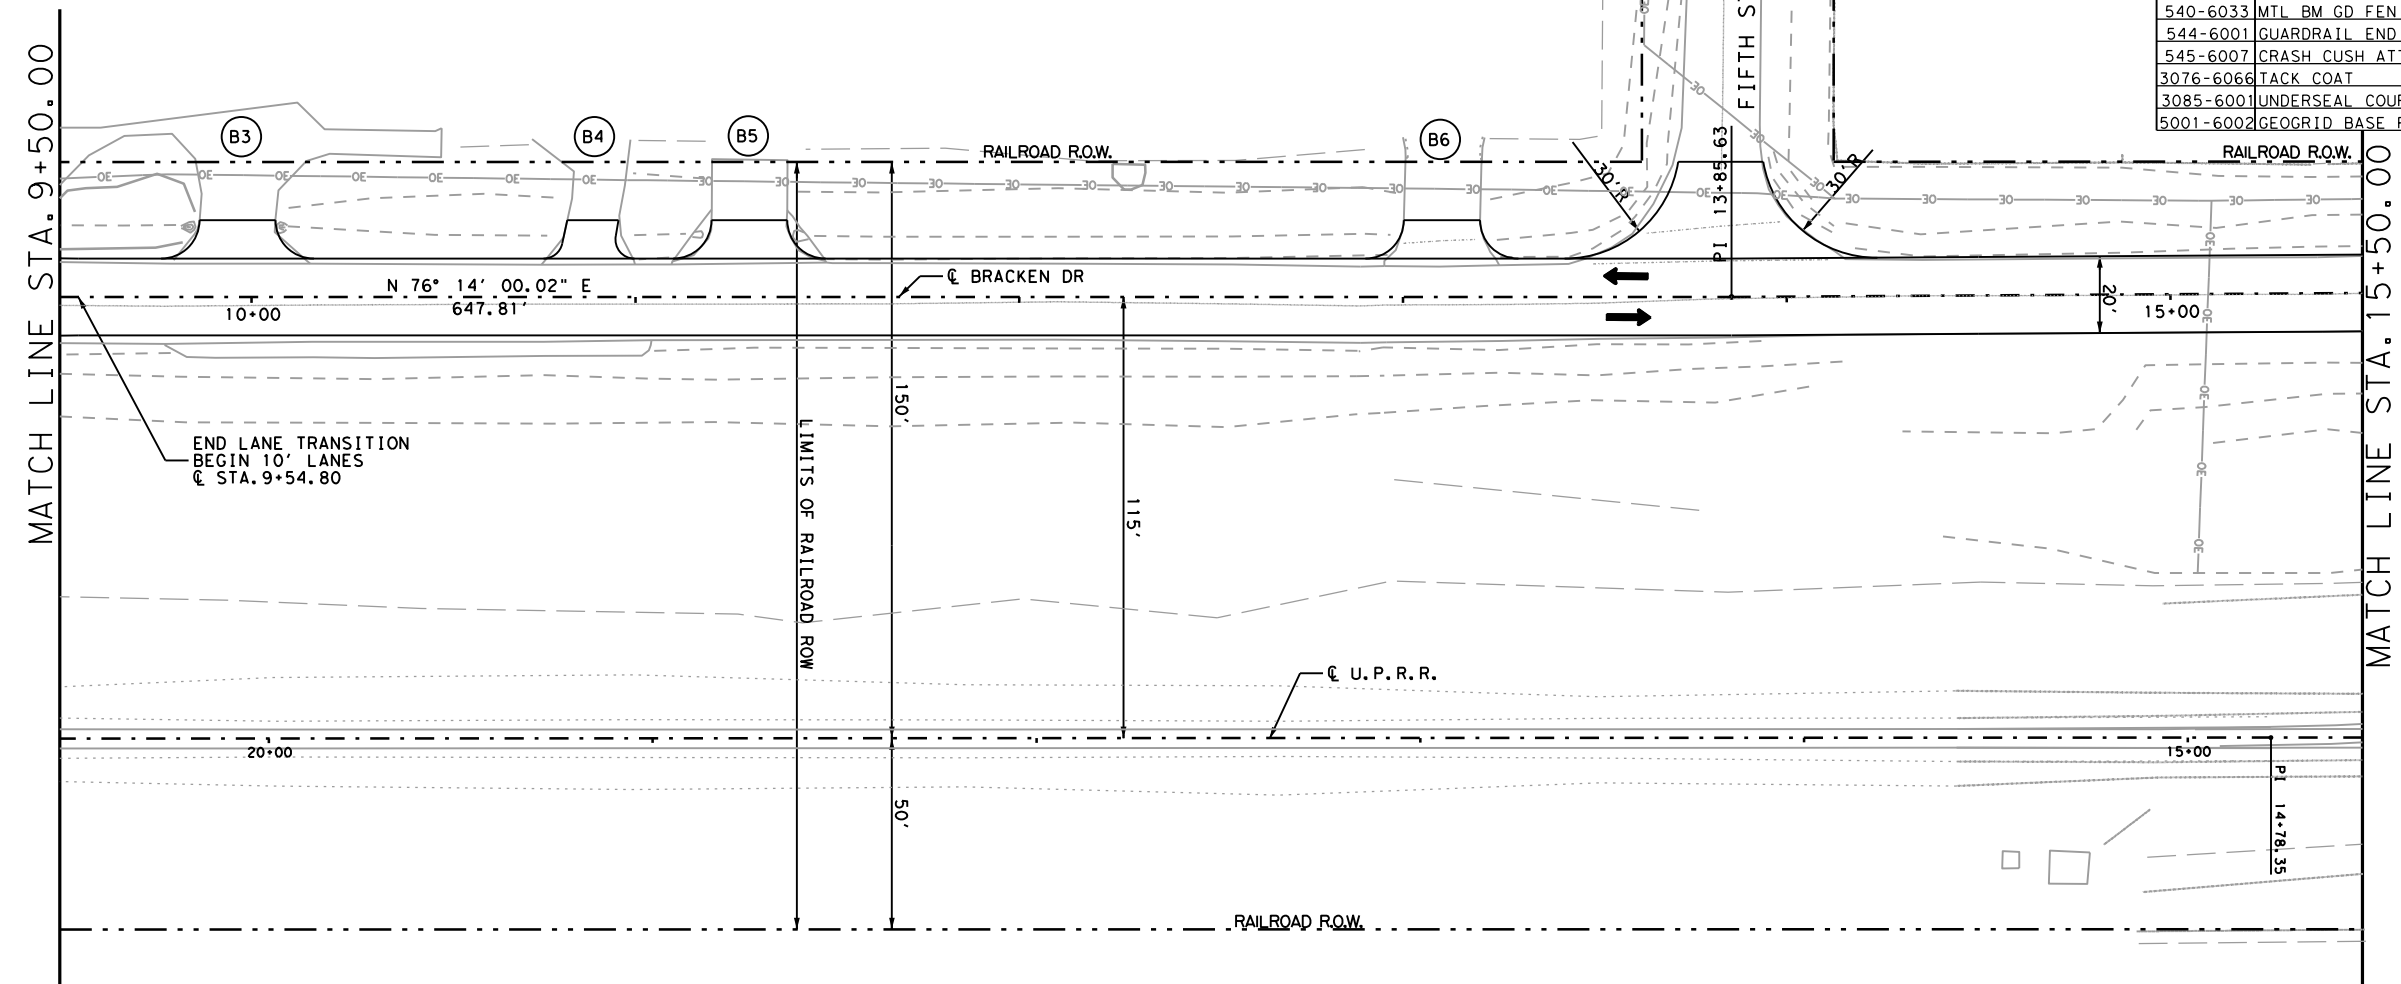 540-6033 MTL BM GD FEN
544-6001 GUARDRAIL END
545-6007 CRASH CUSH AT
3076-6066 TACK COAT
3085-6001 UNDERSEAL
5001-6002 GEOGRID BASE
FIFTH
MATCH LINE STA. 9+50.00
B3
B4
B5
B6
RAILROAD R.O.W.
RAILROAD R.O.W.
30'R
30'R
PI 13+85.63
OE
N 76° 14' 00.02" E
647.81'
℄ BRACKEN DR
10+00
15+00
20'
END LANE TRANSITION
BEGIN 10' LANES
℄ STA. 9+54.80
LIMITS OF RAILROAD ROW
150'
115'
℄ U.P.R.R.
20+00
15+00
50'
PI 14+78.35
RAILROAD R.O.W.
MATCH LINE STA. 15+50.00